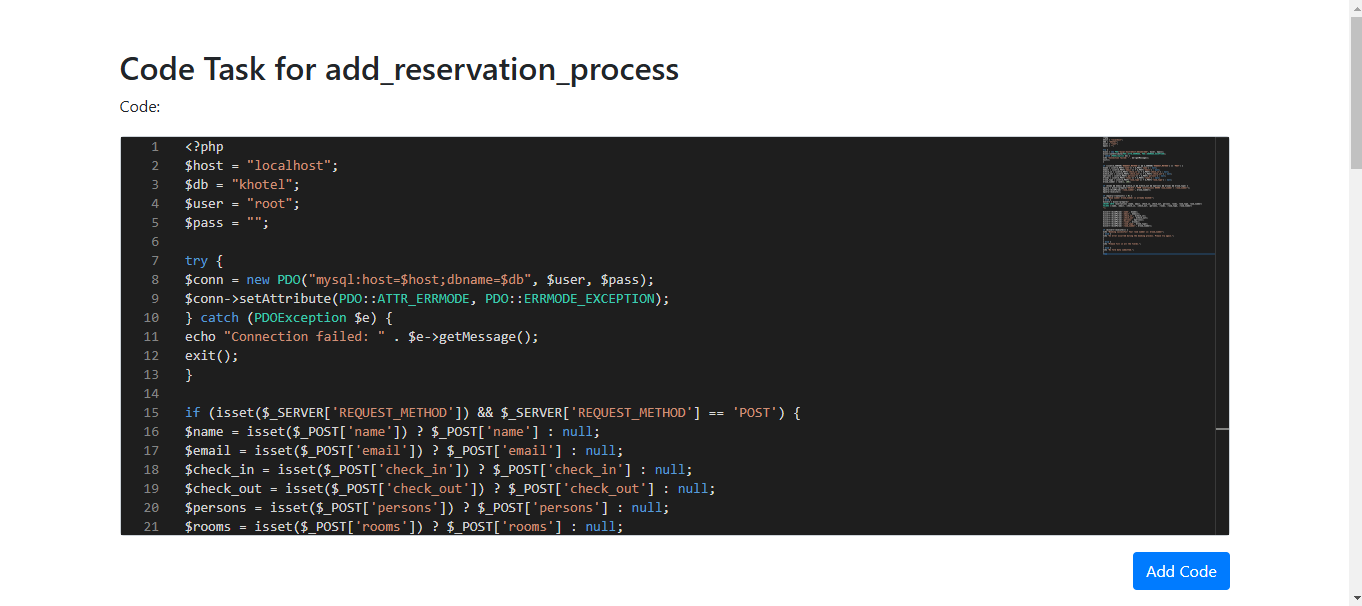 Code Task for add_reservation_process
Code:
1 <?php
2 $host = "localhost";
3 $db = "khotel";
4 $user = "root";
5 $pass = "";
6
7 try {
8 $conn = new PDO("mysql:host=$host;dbname=$db", $user, $pass);
9 $conn->setAttribute(PDO::ATTR_ERRMODE, PDO::ERRMODE_EXCEPTION);
10 } catch (PDOException $e) {
11 echo "Connection failed: " . $e->getMessage();
12 exit();
13 }
14
15 if (isset($_SERVER['REQUEST_METHOD']) && $_SERVER['REQUEST_METHOD'] == 'POST') {
16 $name = isset($_POST['name']) ? $_POST['name'] : null;
17 $email = isset($_POST['email']) ? $_POST['email'] : null;
18 $check_in = isset($_POST['check_in']) ? $_POST['check_in'] : null;
19 $check_out = isset($_POST['check_out']) ? $_POST['check_out'] : null;
20 $persons = isset($_POST['persons']) ? $_POST['persons'] : null;
21 $rooms = isset($_POST['rooms']) ? $_POST['rooms'] : null;
Add Code